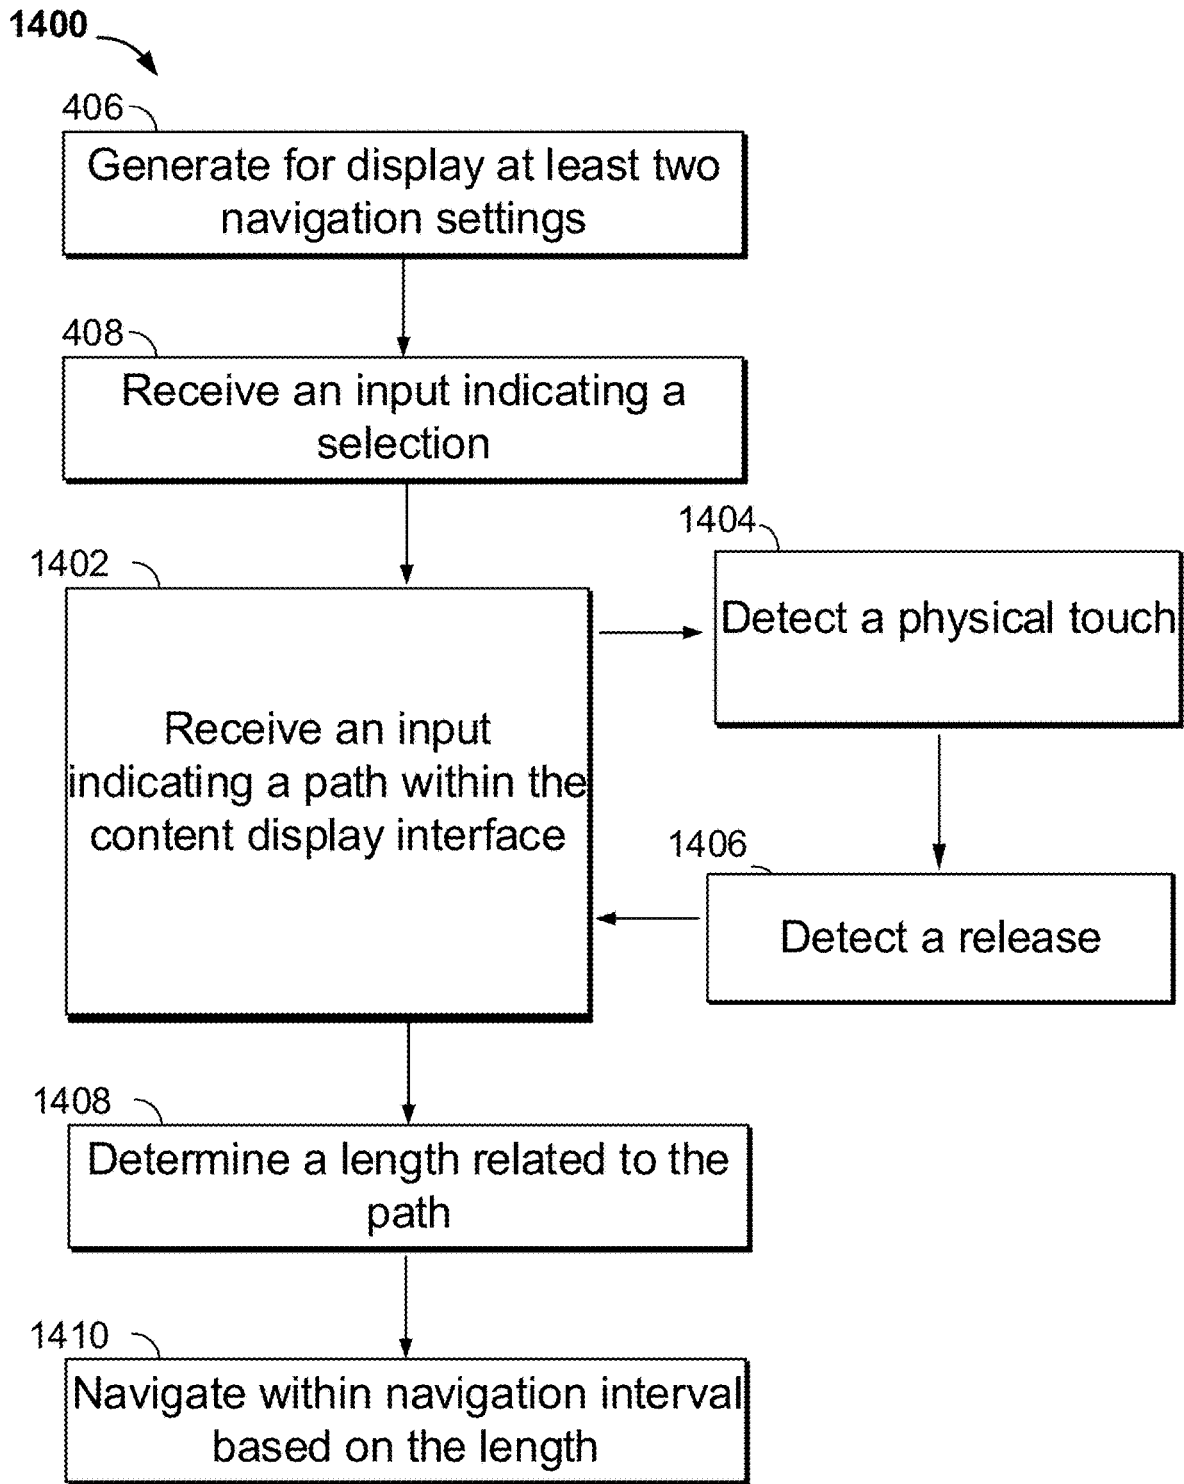 1400
406
Generate for display at least two
navigation settings
408
Receive an input indicating a
selection
1402
Receive an input
indicating a path within the
content display interface
1404
Detect a physical touch
1406
Detect a release
1408
Determine a length related to the
path
1410
Navigate within navigation interval
based on the length